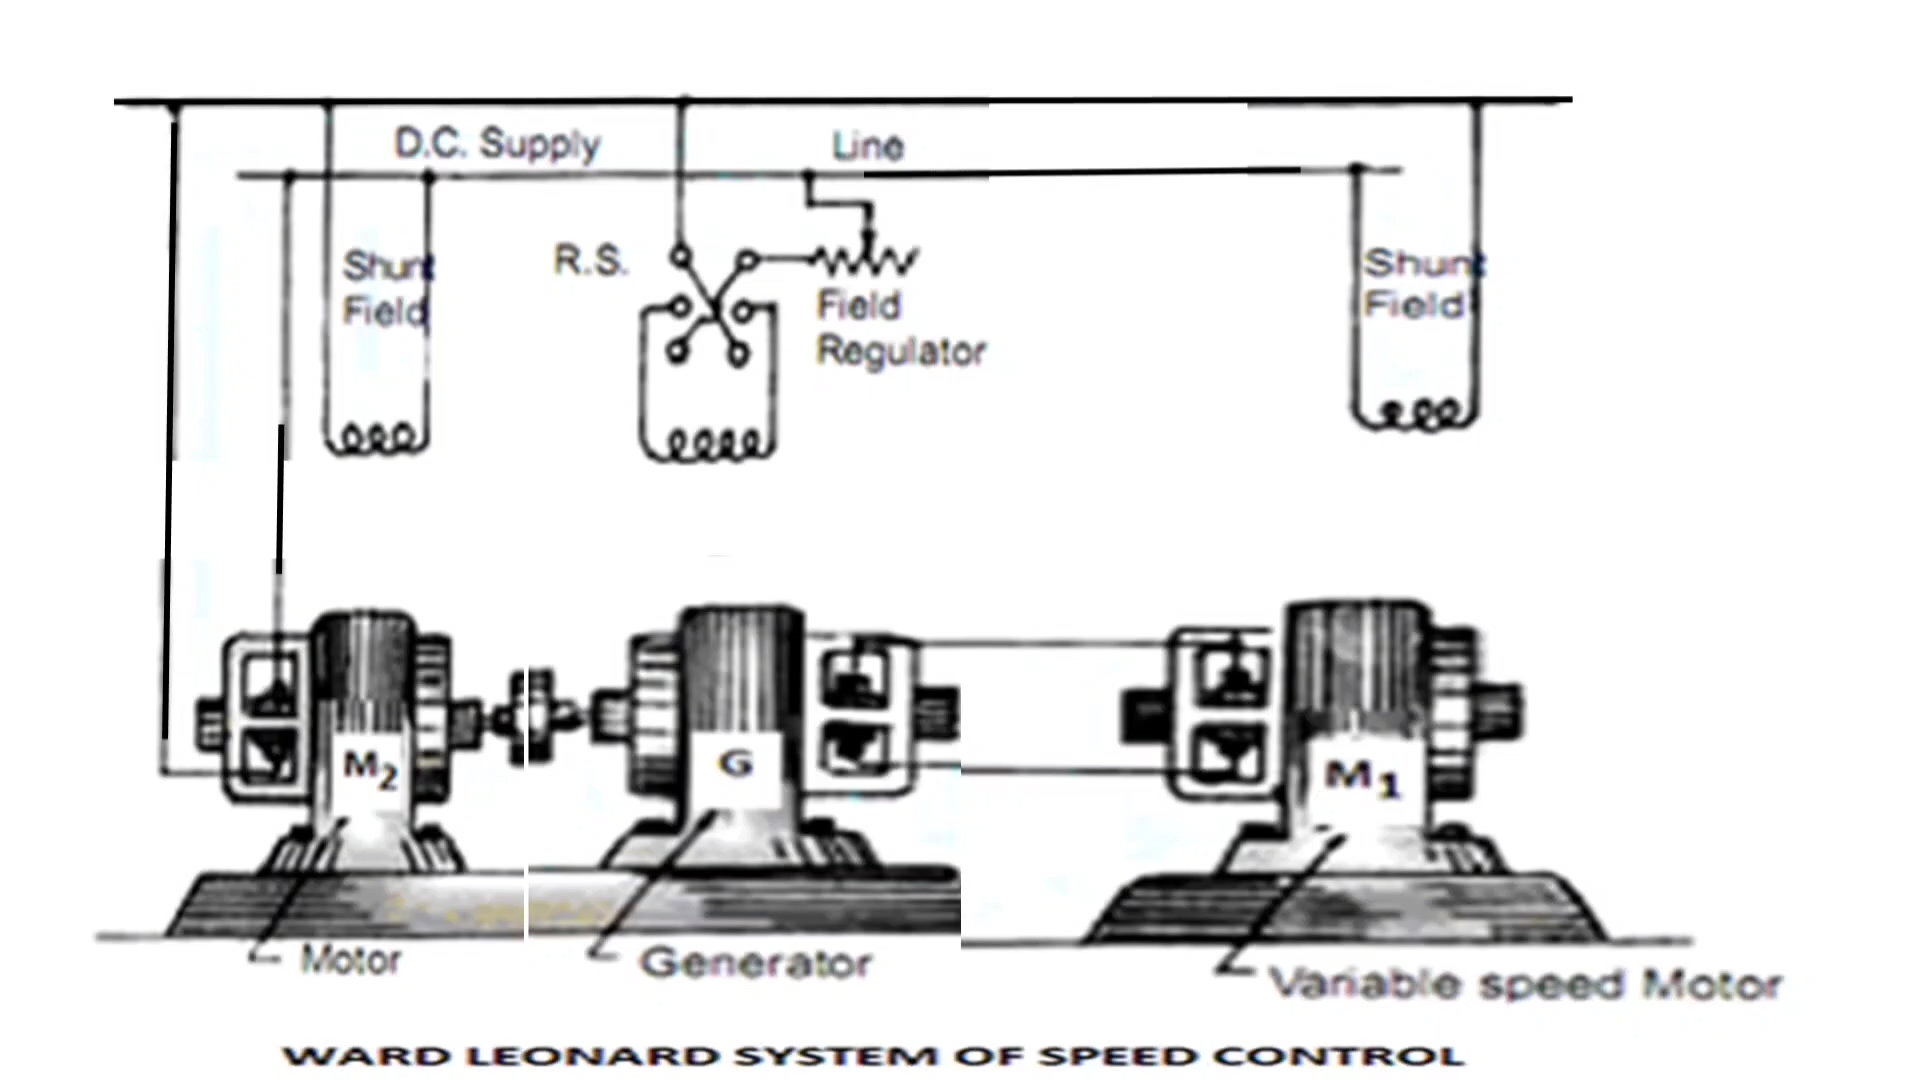 D.C. Supply Line
Shunt
Field
R.S.
Field
Regulator
Shunt
Field
M2
G
M1
Motor
Generator
Variable speed Motor
WARD LEONARD SYSTEM OF SPEED CONTROL